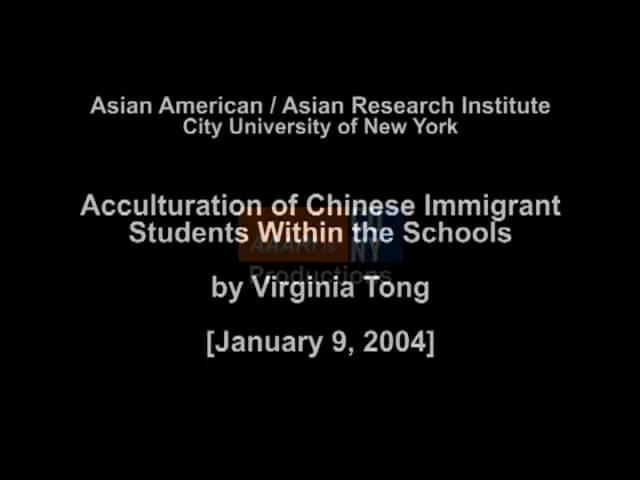 Asian American / Asian Research Institute
City University of New York
Acculturation of Chinese Immigrant
Students Within the Schools
Productions
by Virginia Tong
[January 9, 2004]